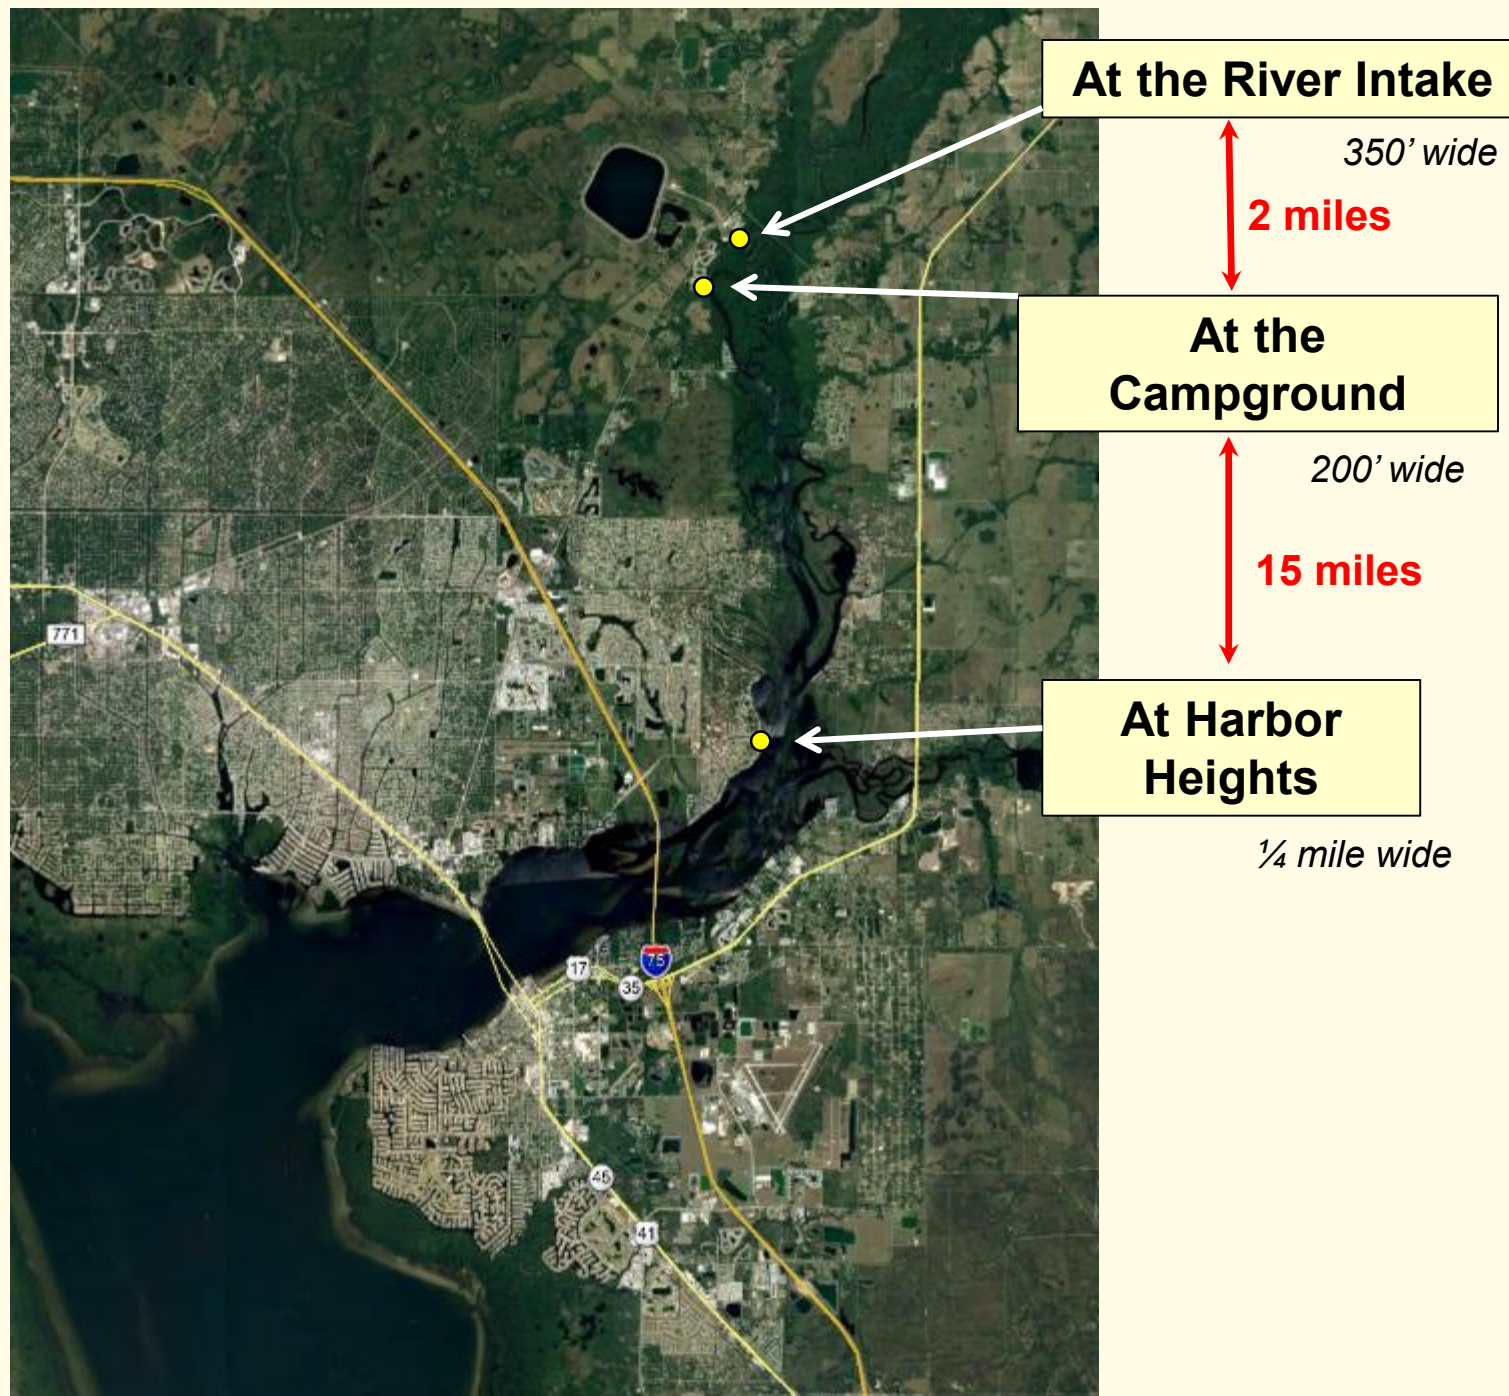 At the River Intake
350’ wide
2 miles
At the
Campground
200’ wide
15 miles
771
At Harbor
Heights
¼ mile wide
75
17
35
45
41